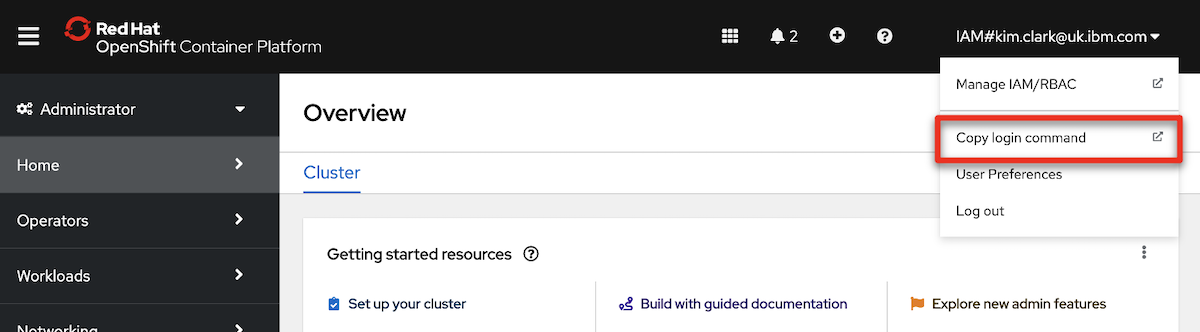 Red Hat
OpenShift Container Platform
2
IAM#kim.clark@uk.ibm.com
Manage IAM/RBAC
Copy login command
User Preferences
Log out
Administrator
Home
Operators
Workloads
Networking
Overview
Cluster
Getting started resources
Set up your cluster
Build with guided documentation
Explore new admin features